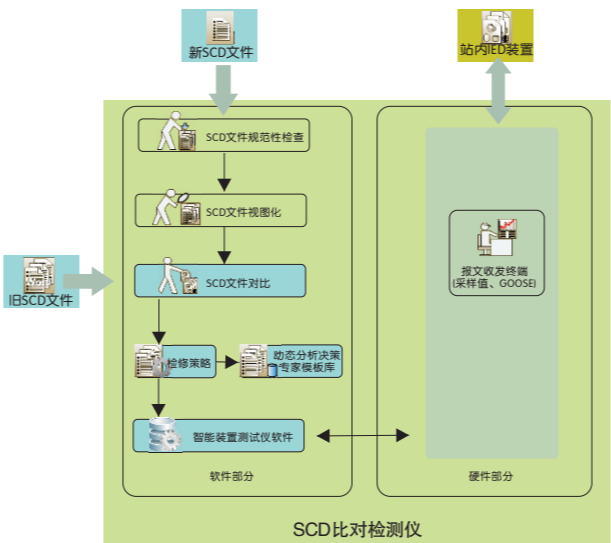 新SCD文件
站内IED装置
SCD文件规范性检查
SCD文件视图化
旧SCD文件
SCD文件对比
报文收发终端
(采样值、GOOSE)
检修策略
动态分析决策
专家模板库
智能装置测试仪软件
软件部分
硬件部分
SCD比对检测仪